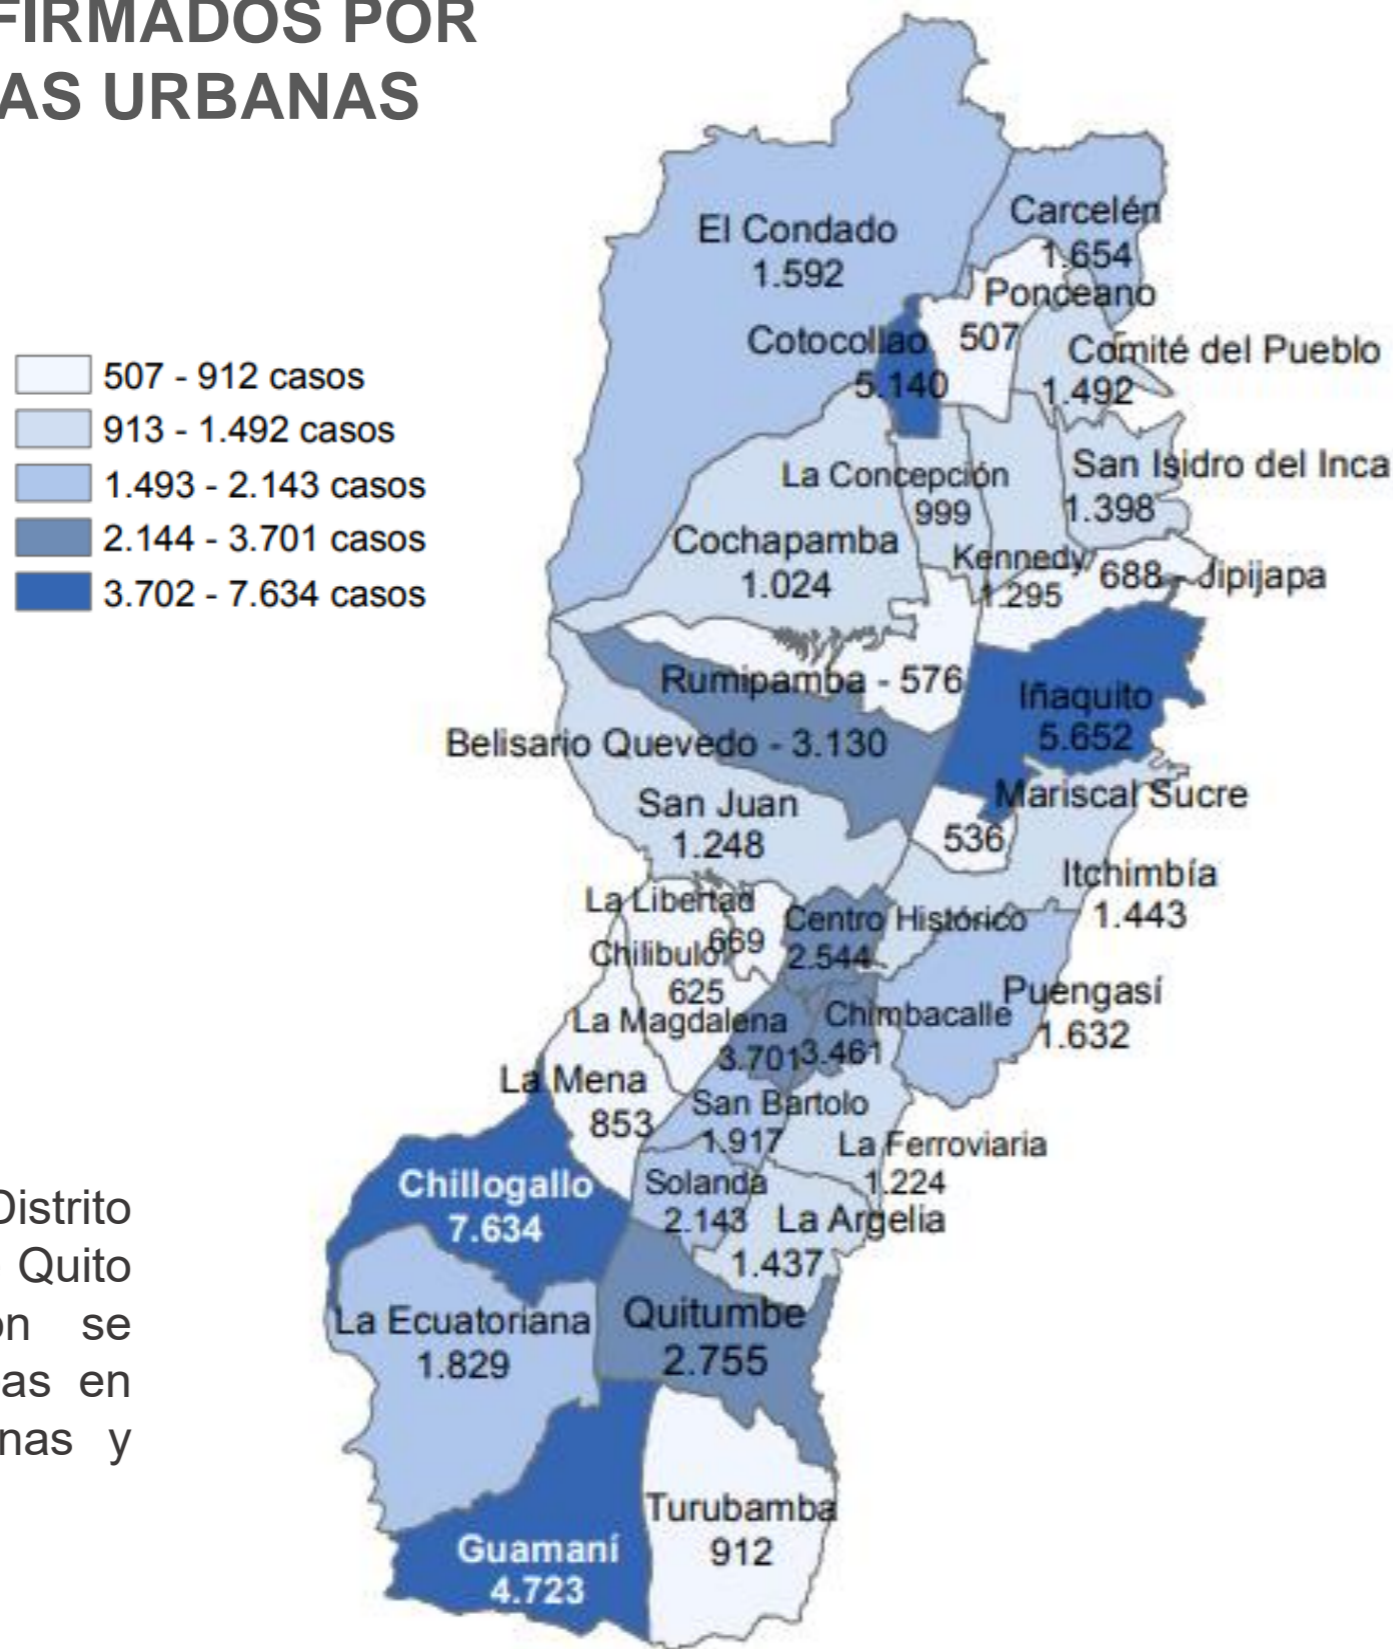 FIRMADOS POR
AS URBANAS
507 - 912 casos
913 - 1.492 casos
1.493 - 2.143 casos
2.144 - 3.701 casos
3.702 - 7.634 casos
El Condado
1.592
Carcelén
1.654
Ponceano
507
Cotocollao
5.140
Comité del Pueblo
1.492
La Concepción
999
San Isidro del Inca
1.398
Cochapamba
1.024
Kennedy
1.295
688 - Jipijapa
Rumipamba - 576
Iñaquito
5.652
Belisario Quevedo - 3.130
Mariscal Sucre
536
San Juan
1.248
Itchimbía
1.443
La Libertad
669
Centro Histórico
2.544
Chilibulo
625
Puengasí
1.632
La Magdalena
3.701
Chimbacalle
3.461
La Mena
853
San Bartolo
1.917
La Ferroviaria
1.224
Chillogallo
7.634
Solanda
2.143
La Argelia
1.437
La Ecuatoriana
1.829
Quitumbe
2.755
Turubamba
912
Guamaní
4.723
Distrito
Quito
on se
as en
nas y